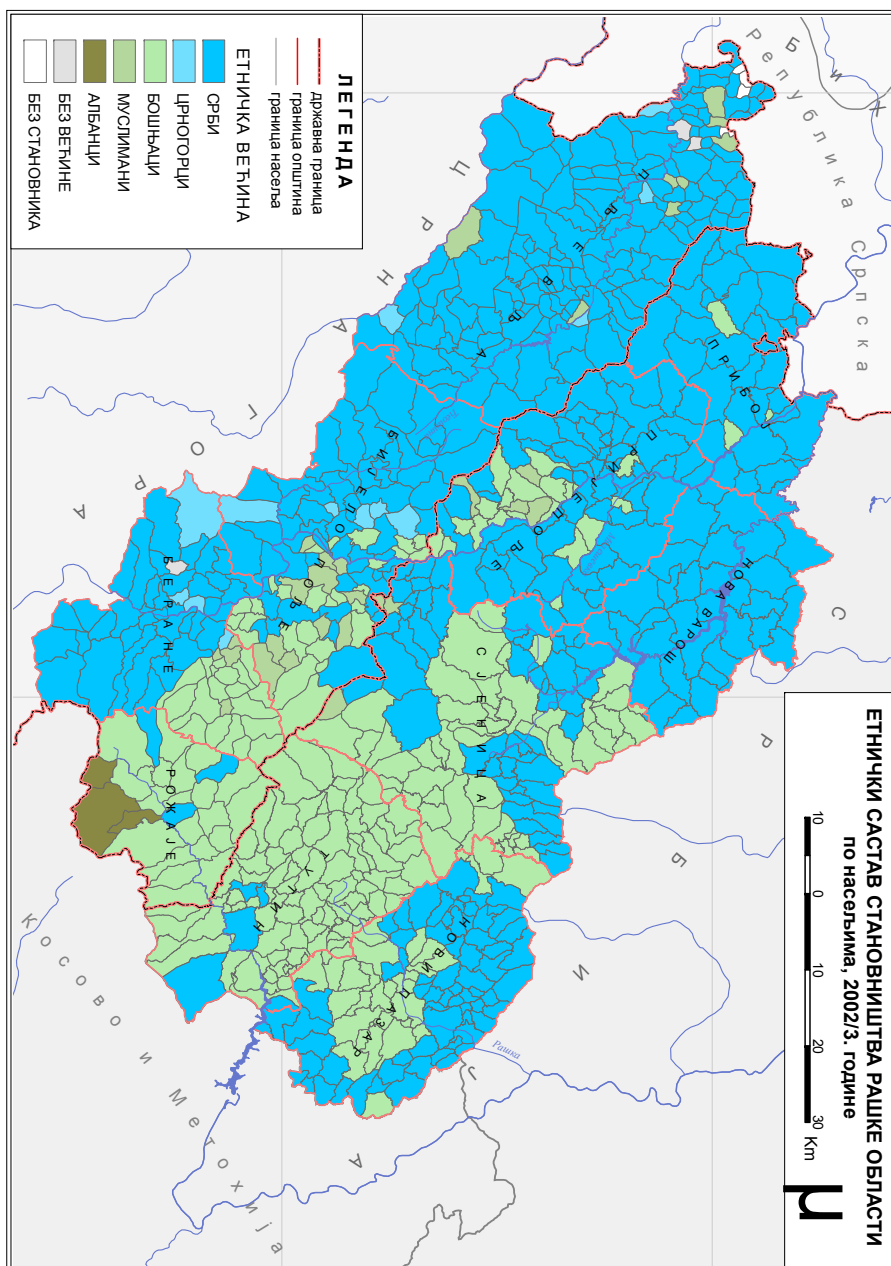 ЕТНИЧКИ САСТАВ СТАНОВНИШТВА РАШКЕ ОБЛАСТИ
по насељима, 2002/3. године
10 0 10 20 30 Km
µ
БиХ
Република Српска
ЦРНА ГОРА
СРБИЈА
Косово и Метохија
ПЉЕВЉА
ПРИБОЈ
ПРИЈЕПОЉЕ
НОВА ВАРОШ
БИЈЕЛО ПОЉЕ
СЈЕНИЦА
БЕРАНЕ
РОЖАЈЕ
ТУТИН
НОВИ ПАЗАР
Рашка
ЛЕГЕНДА
државна граница
граница општина
граница насеља
ЕТНИЧКА ВЕЋИНА
СРБИ
ЦРНОГОРЦИ
БОШЊАЦИ
МУСЛИМАНИ
АЛБАНЦИ
БЕЗ ВЕЋИНЕ
БЕЗ СТАНОВНИКА